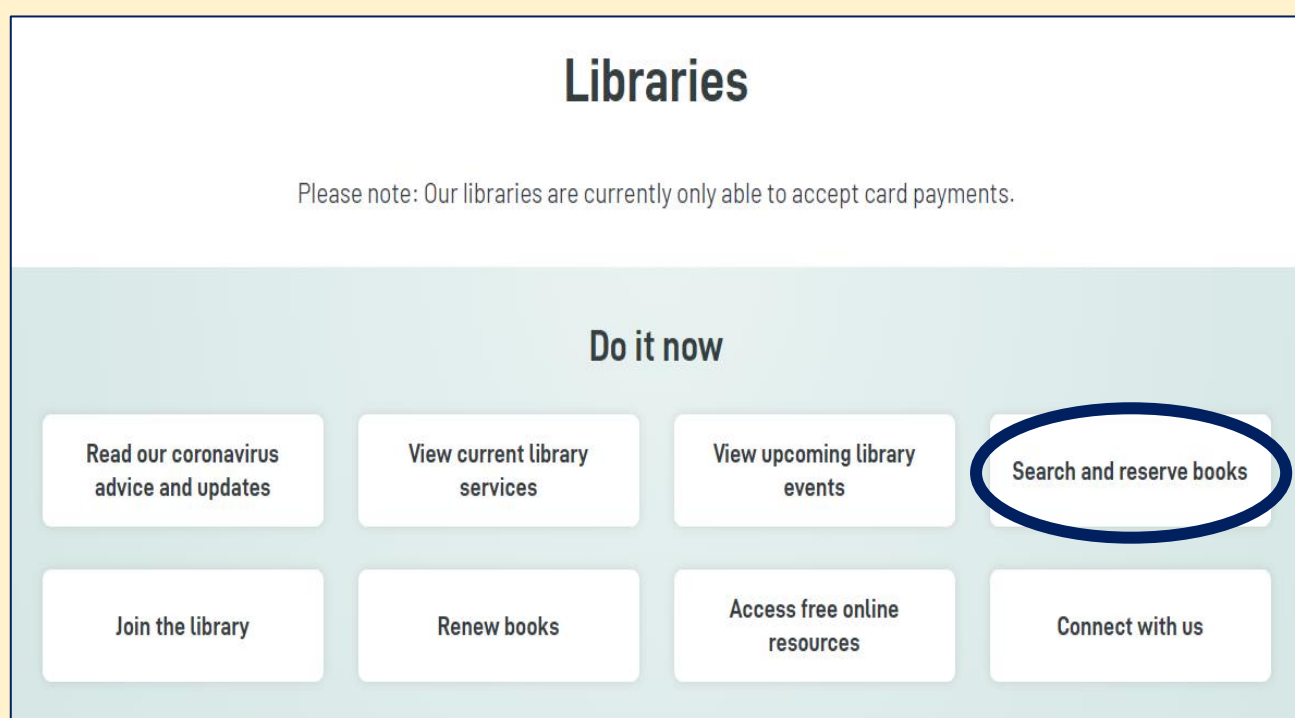 Libraries
Please note: Our libraries are currently only able to accept card payments.
Do it now
Read our coronavirus
advice and updates
View current library
services
View upcoming library
events
Search and reserve books
Join the library
Renew books
Access free online
resources
Connect with us